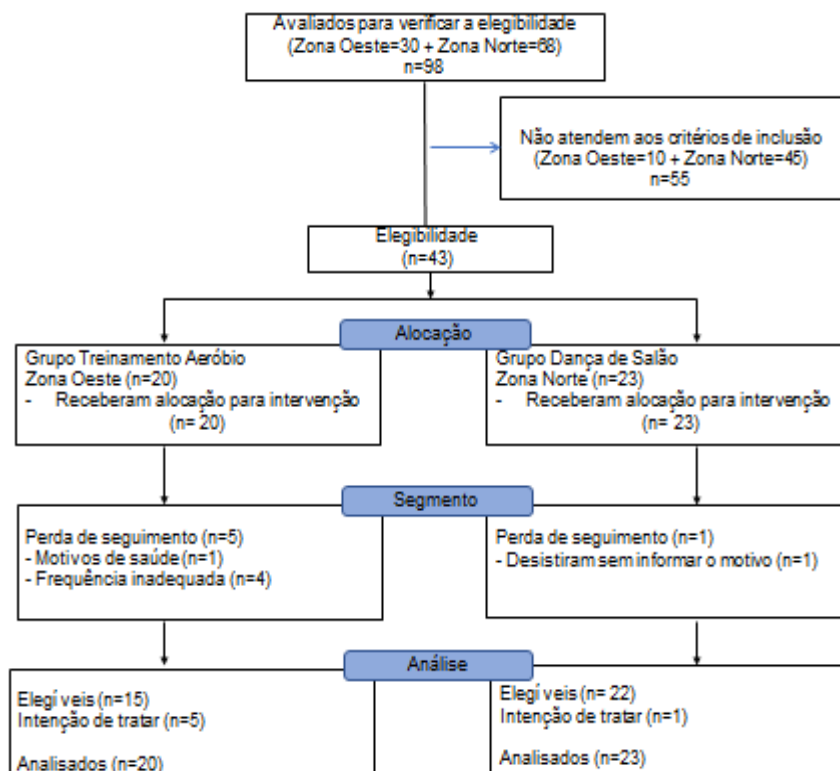 Avaliados para verificar a elegibilidade
(Zona Oeste=30 + Zona Norte=68)
n=98
Não atendem aos critérios de inclusão
(Zona Oeste=10 + Zona Norte=45)
n=55
Elegibilidade
(n=43)
Alocação
Grupo Treinamento Aeróbio
Zona Oeste (n=20)
- Receberam alocação para intervenção
(n= 20)
Grupo Dança de Salão
Zona Norte (n=23)
- Receberam alocação para intervenção
(n= 23)
Segmento
Perda de seguimento (n=5)
- Motivos de saúde (n=1)
- Frequência inadequada (n=4)
Perda de seguimento (n=1)
- Desistiram sem informar o motivo (n=1)
Análise
Elegíveis (n=15)
Intenção de tratar (n=5)
Analisados (n=20)
Elegíveis (n= 22)
Intenção de tratar (n=1)
Analisados (n=23)